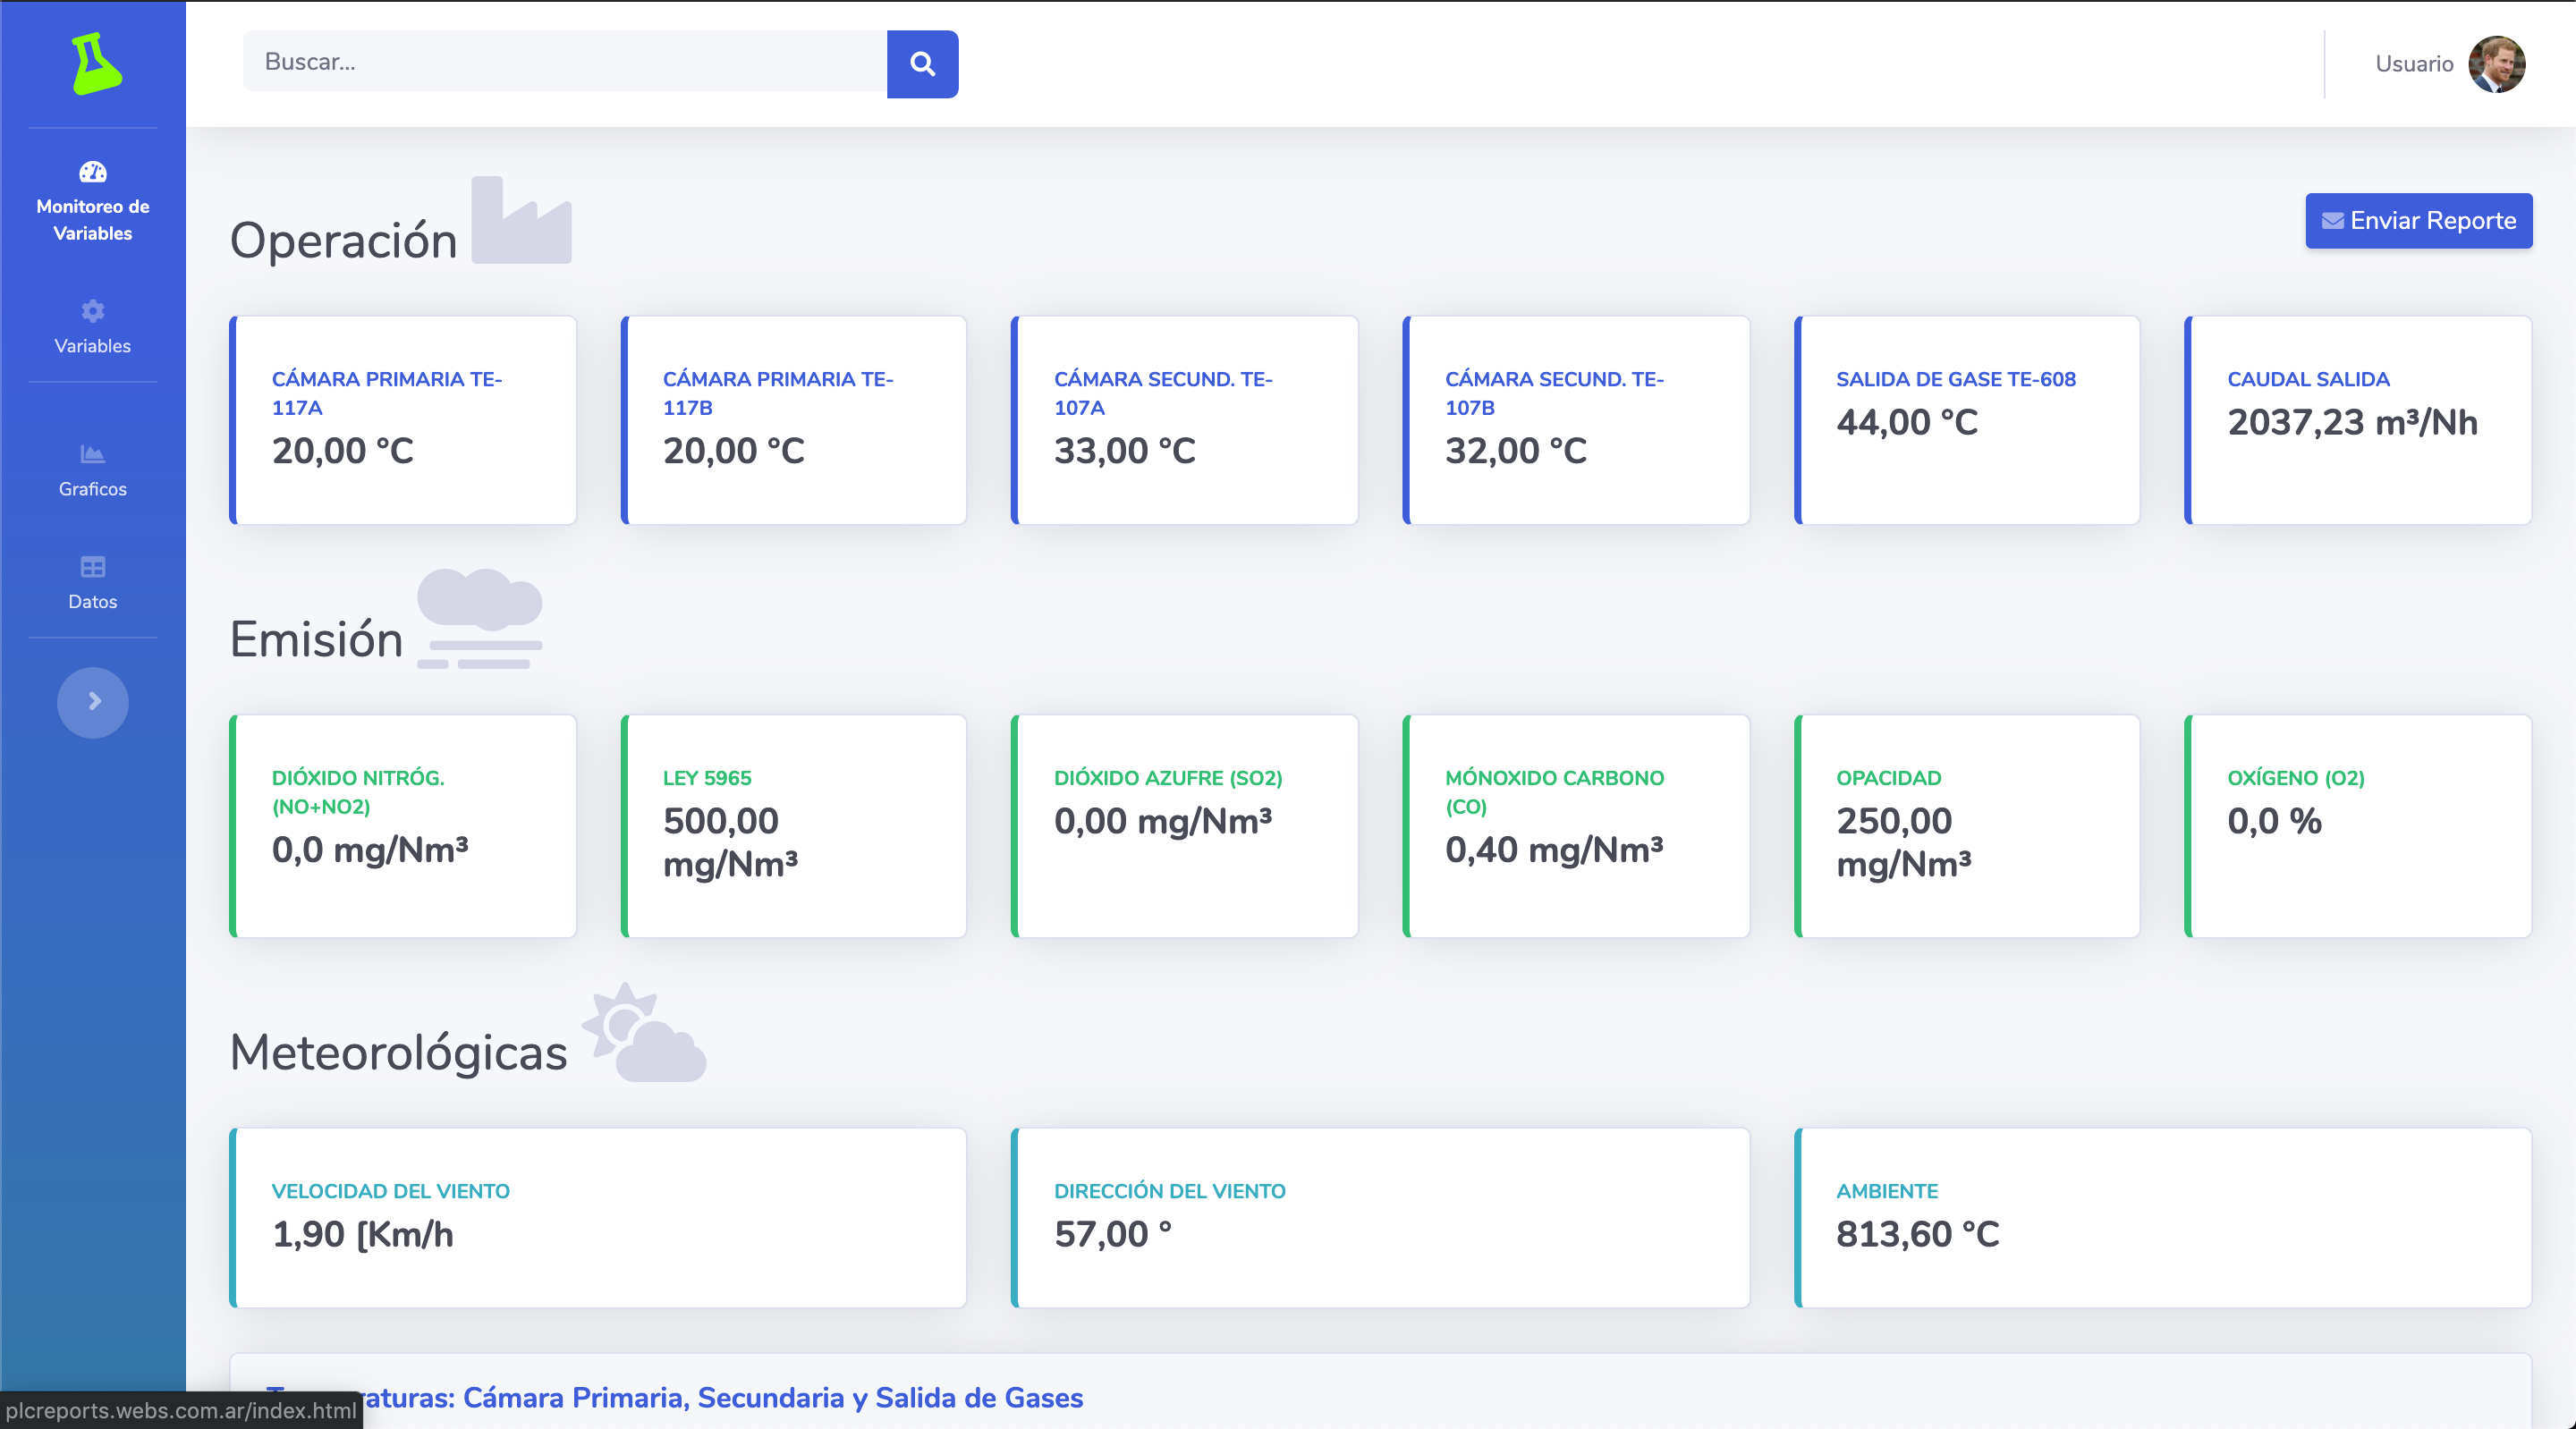 Buscar...
Usuario
Monitoreo de
Variables
Variables
Graficos
Datos
Operación
Enviar Reporte
CÁMARA PRIMARIA TE-
117A
20,00 °C
CÁMARA PRIMARIA TE-
117B
20,00 °C
CÁMARA SECUND. TE-
107A
33,00 °C
CÁMARA SECUND. TE-
107B
32,00 °C
SALIDA DE GASE TE-608
44,00 °C
CAUDAL SALIDA
2037,23 m³/Nh
Emisión
DIÓXIDO NITRÓG.
(NO+NO2)
0,0 mg/Nm³
LEY 5965
500,00
mg/Nm³
DIÓXIDO AZUFRE (SO2)
0,00 mg/Nm³
MÓNOXIDO CARBONO
(CO)
0,40 mg/Nm³
OPACIDAD
250,00
mg/Nm³
OXÍGENO (O2)
0,0 %
Meteorológicas
VELOCIDAD DEL VIENTO
1,90 [Km/h
DIRECCIÓN DEL VIENTO
57,00 °
AMBIENTE
813,60 °C
Cámara Primaria, Secundaria y Salida de Gases
plcreports.webs.com.ar/index.html